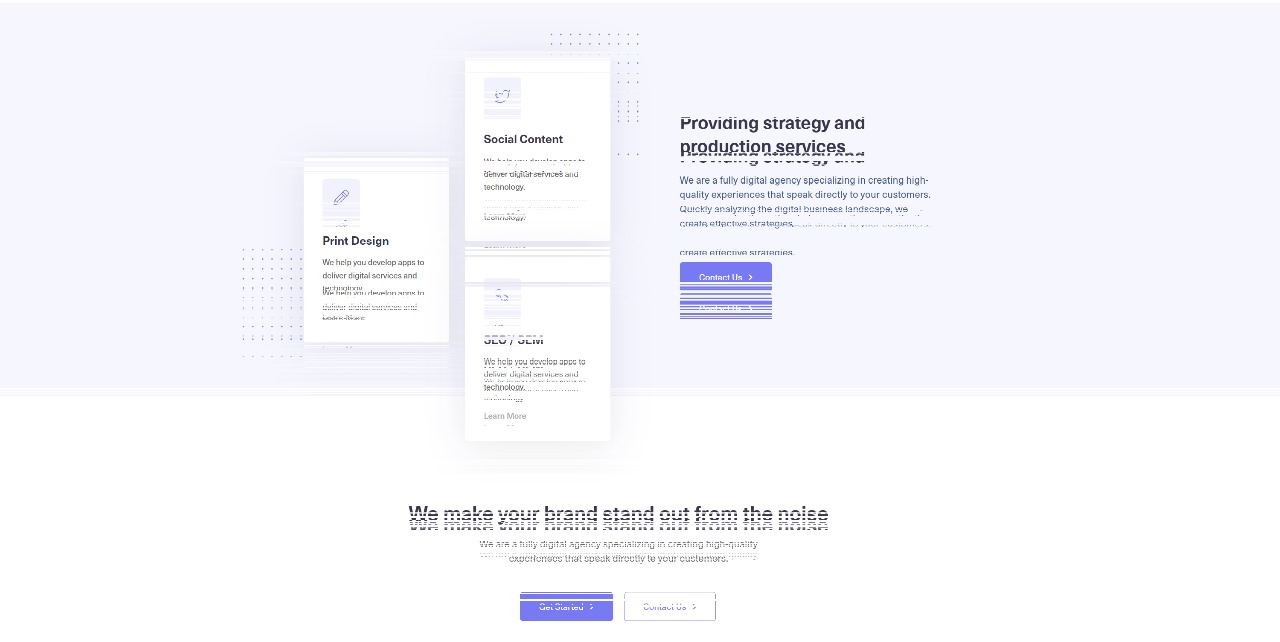 Social Content
We help you develop apps to
deliver digital services and
technology.
Learn More
Print Design
We help you develop apps to
deliver digital services and
technology.
Learn More
SEO / SEM
We help you develop apps to
deliver digital services and
technology.
Learn More
Providing strategy and
production services
We are a fully digital agency specializing in creating high-
quality experiences that speak directly to your customers.
Quickly analyzing the digital business landscape, we
create effective strategies.
Contact Us
We make your brand stand out from the noise
We are a fully digital agency specializing in creating high-quality
experiences that speak directly to your customers.
Get Started
Contact Us